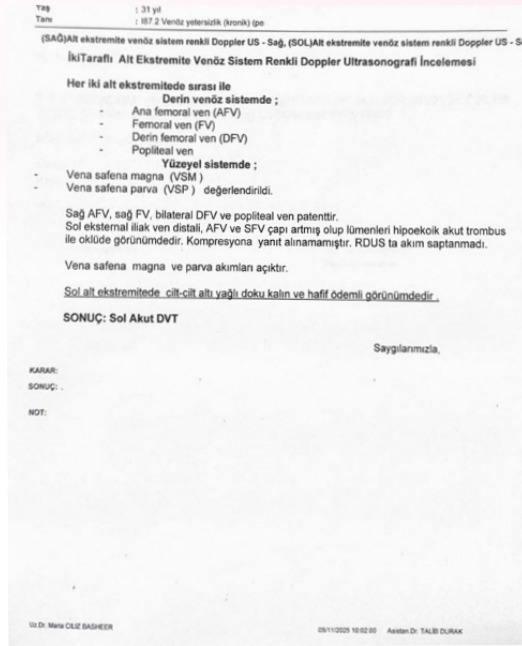 Yaş : 31 yıl
Tanı : I87.2 Venöz yetersizlik (kronik) (pe
(SAĞ)Alt ekstremite venöz sistem renkli Doppler US - Sağ, (SOL)Alt ekstremite venöz sistem renkli Doppler US - S
İkiTaraflı Alt Ekstremite Venöz Sistem Renkli Doppler Ultrasonografi İncelemesi
Her iki alt ekstremitede sırası ile
Derin venöz sistemde ;
- Ana femoral ven (AFV)
- Femoral ven (FV)
- Derin femoral ven (DFV)
- Popliteal ven
Yüzeyel sistemde ;
- Vena safena magna (VSM )
- Vena safena parva (VSP ) değerlendirildi.
Sağ AFV, sağ FV, bilateral DFV ve popliteal ven patenttir.
Sol eksternal iliak ven distali, AFV ve SFV çapı artmış olup lümenleri hipoekoik akut trombus
ile oklüde görünümdedir. Kompresyona yanıt alınamamıştır. RDUS ta akım saptanmadı.
Vena safena magna ve parva akımları açıktır.
Sol alt ekstremitede cilt-cilt altı yağlı doku kalın ve hafif ödemli görünümdedir .
SONUÇ: Sol Akut DVT
Saygılarımızla,
KARAR:
SONUÇ: .
NOT:
Uz.Dr. Maria CILIZ BASHEER 05/11/2025 10:02:00 Asistan Dr. TALİB DURAK